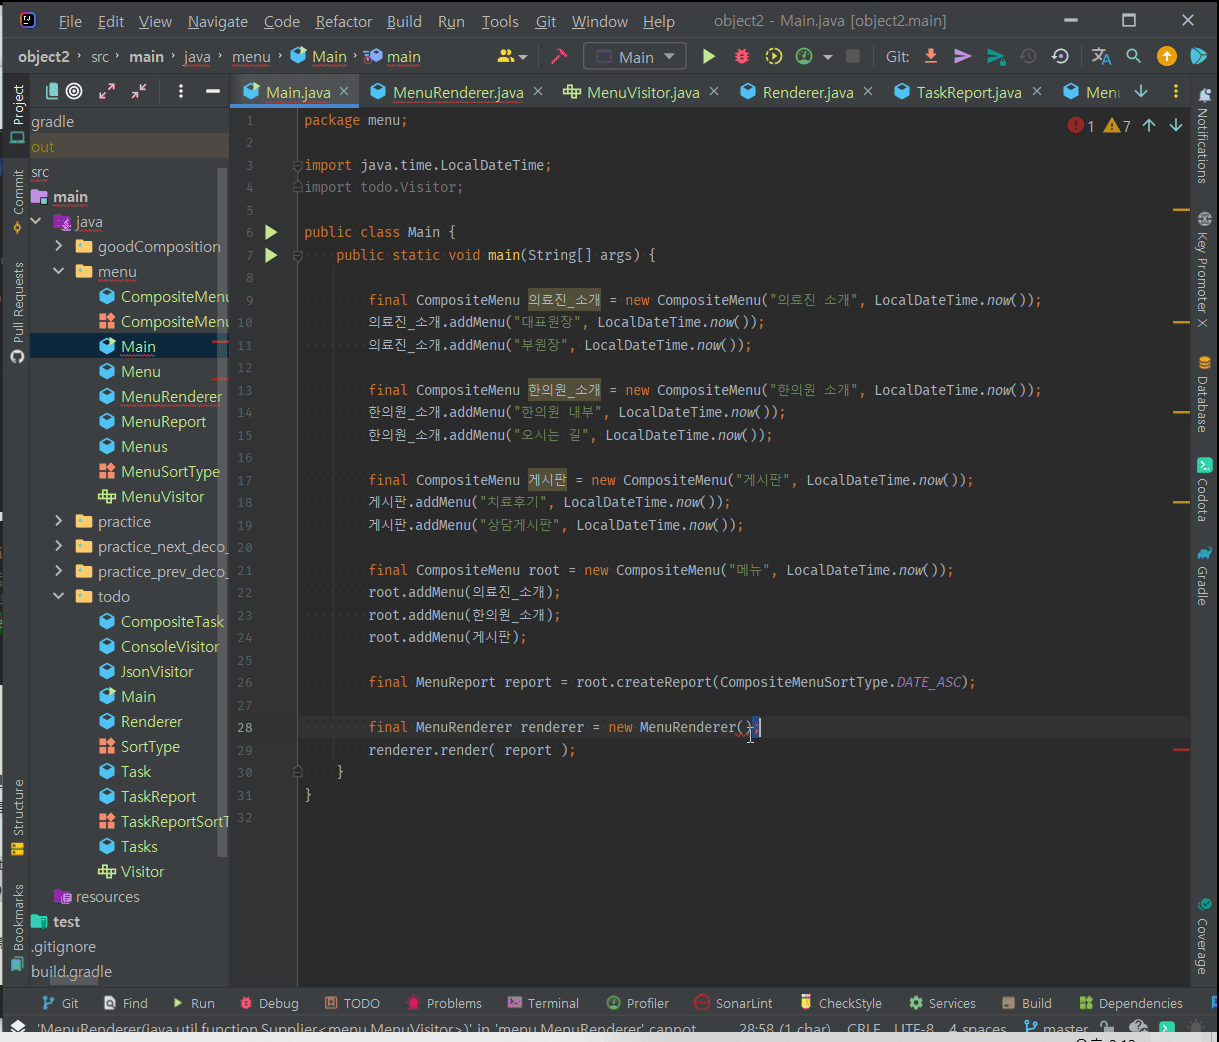 File Edit View Navigate Code Refactor Build Run Tools Git Window Help object2 - Main.java [object2.main]
object2 › src › main › java › menu › Main › main Main Git:
Project
Commit
Pull Requests
Structure
Bookmarks
gradle
out
src
main
java
goodComposition
menu
CompositeMenu
CompositeMenu
Main
Menu
MenuRenderer
MenuReport
Menus
MenuSortType
MenuVisitor
practice
practice_next_deco_
practice_prev_deco_
todo
CompositeTask
ConsoleVisitor
JsonVisitor
Main
Renderer
SortType
Task
TaskReport
TaskReportSortT
Tasks
Visitor
resources
test
.gitignore
build.gradle
Main.java MenuRenderer.java MenuVisitor.java Renderer.java TaskReport.java Menu
1 7
1 package menu;
2
3 import java.time.LocalDateTime;
4 import todo.Visitor;
5
6 public class Main {
7 public static void main(String[] args) {
8
9 final CompositeMenu 의료진_소개 = new CompositeMenu("의료진 소개", LocalDateTime.now());
10 의료진_소개.addMenu("대표원장", LocalDateTime.now());
11 의료진_소개.addMenu("부원장", LocalDateTime.now());
12
13 final CompositeMenu 한의원_소개 = new CompositeMenu("한의원 소개", LocalDateTime.now());
14 한의원_소개.addMenu("한의원 내부", LocalDateTime.now());
15 한의원_소개.addMenu("오시는 길", LocalDateTime.now());
16
17 final CompositeMenu 게시판 = new CompositeMenu("게시판", LocalDateTime.now());
18 게시판.addMenu("치료후기", LocalDateTime.now());
19 게시판.addMenu("상담게시판", LocalDateTime.now());
20
21 final CompositeMenu root = new CompositeMenu("메뉴", LocalDateTime.now());
22 root.addMenu(의료진_소개);
23 root.addMenu(한의원_소개);
24 root.addMenu(게시판);
25
26 final MenuReport report = root.createReport(CompositeMenuSortType.DATE_ASC);
27
28 final MenuRenderer renderer = new MenuRenderer();
29 renderer.render( report );
30 }
31 }
32
Notifications
Key Promoter X
Database
Codota
Gradle
Coverage
Git Find Run Debug TODO Problems Terminal Profiler SonarLint CheckStyle Services Build Dependencies
'MenuRenderer(java.util.function.Supplier<menu.MenuVisitor>)' in 'menu.MenuRenderer' cannot 28:58 (1 char) CRLF UTF-8 4 spaces master